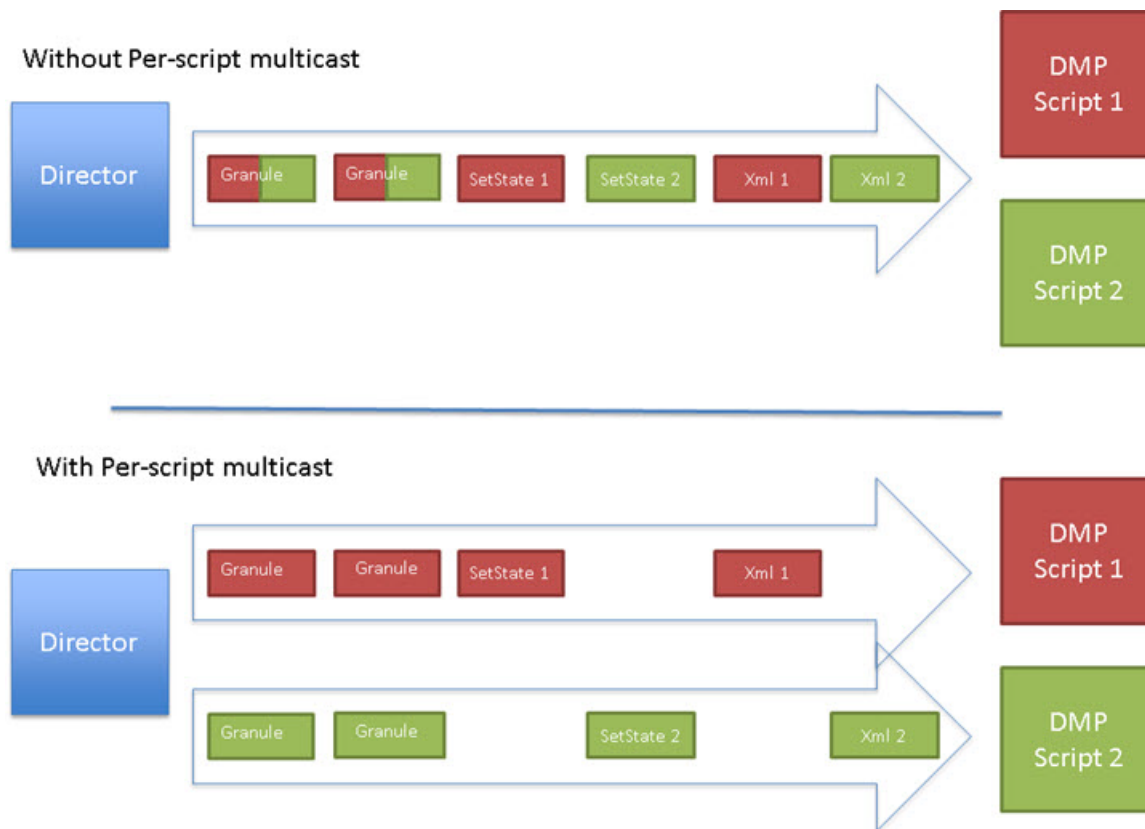 Without Per-script multicast
Director
Granule
Granule
SetState 1
SetState 2
Xml 1
Xml 2
DMP
Script 1
DMP
Script 2
With Per-script multicast
Director
Granule
Granule
SetState 1
Xml 1
DMP
Script 1
Granule
Granule
SetState 2
Xml 2
DMP
Script 2